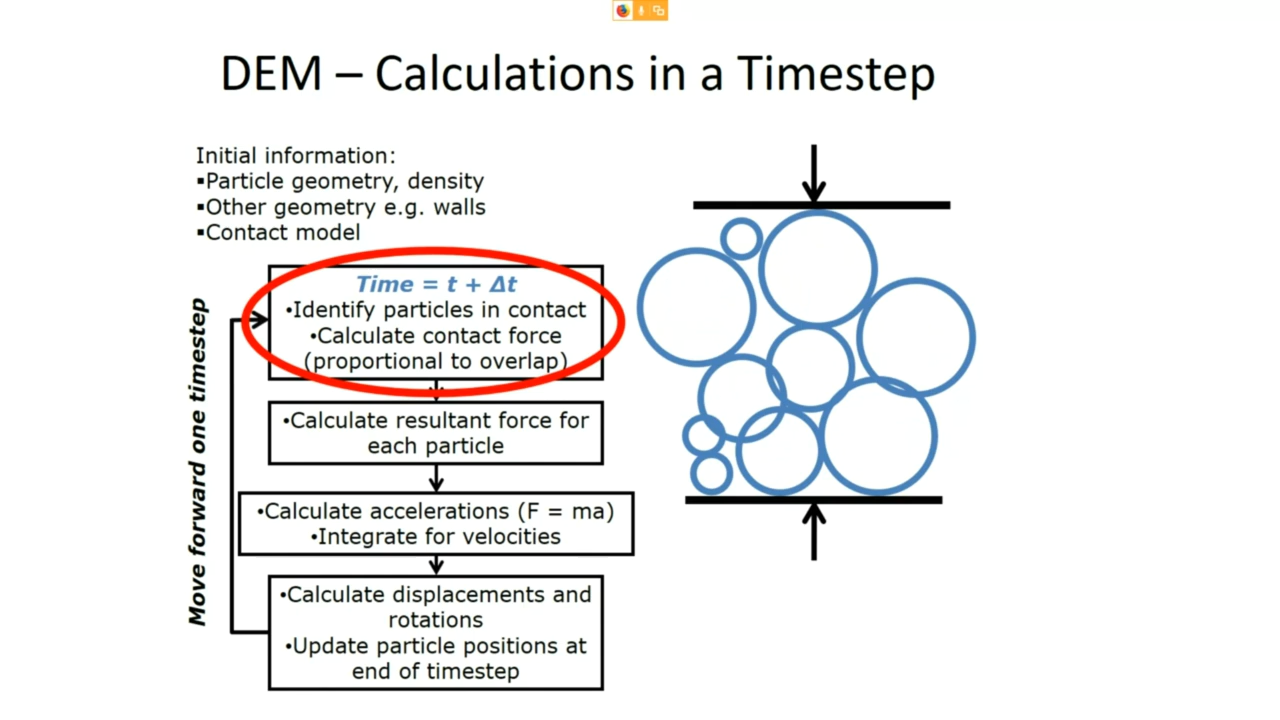 DEM – Calculations in a Timestep
Initial information:
▪Particle geometry, density
▪Other geometry e.g. walls
▪Contact model
Move forward one timestep
Time = t + Δt
•Identify particles in contact
•Calculate contact force
(proportional to overlap)
•Calculate resultant force for
each particle
•Calculate accelerations (F = ma)
•Integrate for velocities
•Calculate displacements and
rotations
•Update particle positions at
end of timestep